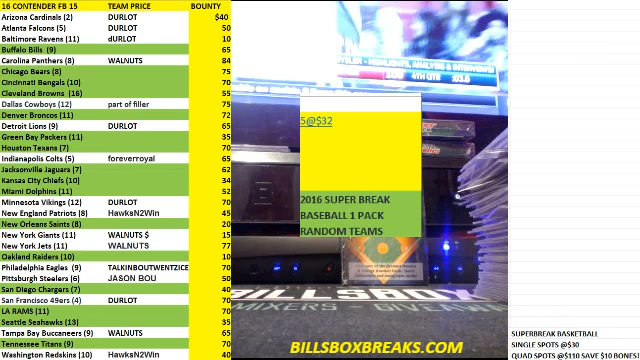 16 CONTENDER FB 15 TEAM PRICE BOUNTY
Arizona Cardinals (2) DURLOT $40
Atlanta Falcons (5) DURLOT 50
Baltimore Ravens (11) dURLOT 10
Buffalo Bills (9) 65
Carolina Panthers (8) WALNUTS 84
Chicago Bears (8) 75
Cincinnati Bengals (10) 70
Cleveland Browns (16) 55
Dallas Cowboys (12) part of filler 75
Denver Broncos (11) 72
Detroit Lions (9) DURLOT 65
Green Bay Packers (11) 35
Houston Texans (7) 70
Indianapolis Colts (5) foreverroyal 65
Jacksonville Jaguars (7) 62
Kansas City Chiefs (10) 34
Miami Dolphins (11) 52
Minnesota Vikings (12) DURLOT 70
New England Patriots (8) HawksN2Win 45
New Orleans Saints (8) 20
New York Giants (11) WALNUTS $ 15
New York Jets (11) WALNUTS 77
Oakland Raiders (10) 10
Philadelphia Eagles (9) TALKINBOUTWENTZICE 70
Pittsburgh Steelers (6) JASON BOU 50
San Diego Chargers (7) 40
San Francisco 49ers (4) DURLOT 70
LA RAMS (11) 70
Seattle Seahawks (13) 35
Tampa Bay Buccaneers (9) WALNUTS 65
Tennessee Titans (9) 70
Washington Redskins (10) HawksN2Win 40
HIGHLIGHTS, ANALYSIS & INTERVIEWS
4TH QTR
5@$32
2016 SUPER BREAK
BASEBALL 1 PACK
RANDOM TEAMS
BILLSBOX
MIXERS
BILLSBOXBREAKS.COM
SUPERBREAK BASKETBALL
SINGLE SPOTS @$30
QUAD SPOTS @$110 SAVE $10 BONES!